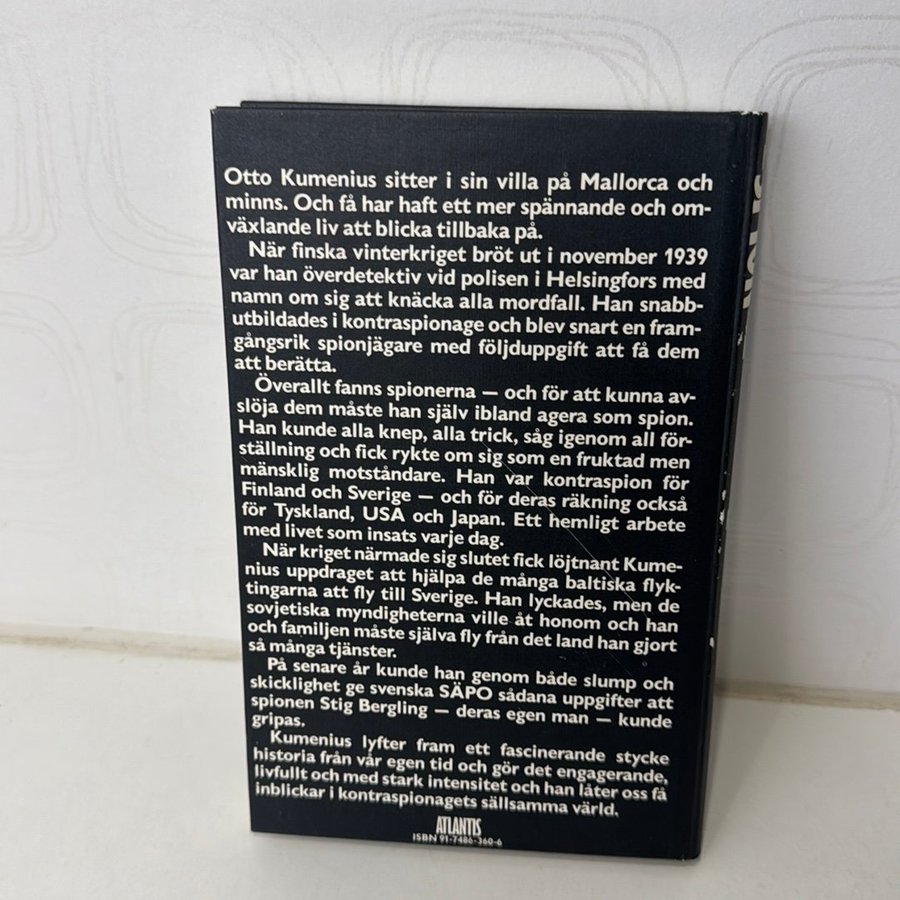 Otto Kumenius sitter i sin villa på Mallorca och
minns. Och få har haft ett mer spännande och om-
växlande liv att blicka tillbaka på.
När finska vinterkriget bröt ut i november 1939
var han överdetektiv vid polisen i Helsingfors med
namn om sig att knäcka alla mordfall. Han snabb-
utbildades i kontraspionage och blev snart en fram-
gångsrik spionjägare med följduppgift att få dem
att berätta.
Överallt fanns spionerna – och för att kunna av-
slöja dem måste han själv ibland agera som spion.
Han kunde alla knep, alla trick, såg igenom all för-
ställning och fick rykte om sig som en fruktad men
mänsklig motståndare. Han var kontraspion för
Finland och Sverige – och för deras räkning också
för Tyskland, USA och Japan. Ett hemligt arbete
med livet som insats varje dag.
När kriget närmade sig slutet fick löjtnant Kume-
nius uppdraget att hjälpa de många baltiska flyk-
tingarna att fly till Sverige. Han lyckades, men de
sovjetiska myndigheterna ville åt honom och han
och familjen måste själva fly från det land han gjort
så många tjänster.
På senare år kunde han genom både slump och
skicklighet ge svenska SÄPO sådana uppgifter att
spionen Stig Bergling – deras egen man – kunde
gripas.
Kumenius lyfter fram ett fascinerande stycke
historia från vår egen tid och gör det engagerande,
livfullt och med stark intensitet och han låter oss få
inblickar i kontraspionagets sällsamma värld.
ATLANTIS
ISBN 91-7486-360-6